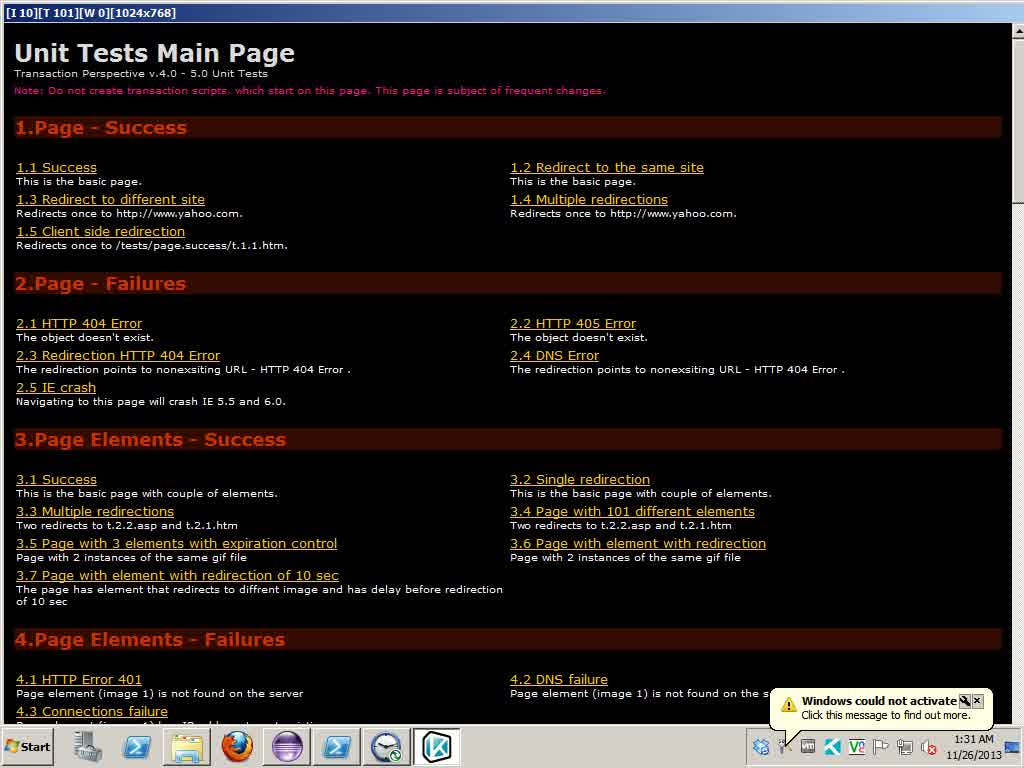 [I 10][T 101][W 0][1024x768]
Unit Tests Main Page
Transaction Perspective v.4.0 - 5.0 Unit Tests
Note: Do not create transaction scripts, which start on this page. This page is subject of frequent changes.
1.Page - Success
1.1 Success
This is the basic page.
1.2 Redirect to the same site
This is the basic page.
1.3 Redirect to different site
Redirects once to http://www.yahoo.com.
1.4 Multiple redirections
Redirects once to http://www.yahoo.com.
1.5 Client side redirection
Redirects once to /tests/page.success/t.1.1.htm.
2.Page - Failures
2.1 HTTP 404 Error
The object doesn't exist.
2.2 HTTP 405 Error
The object doesn't exist.
2.3 Redirection HTTP 404 Error
The redirection points to nonexsiting URL - HTTP 404 Error .
2.4 DNS Error
The redirection points to nonexsiting URL - HTTP 404 Error .
2.5 IE crash
Navigating to this page will crash IE 5.5 and 6.0.
3.Page Elements - Success
3.1 Success
This is the basic page with couple of elements.
3.2 Single redirection
This is the basic page with couple of elements.
3.3 Multiple redirections
Two redirects to t.2.2.asp and t.2.1.htm
3.4 Page with 101 different elements
Two redirects to t.2.2.asp and t.2.1.htm
3.5 Page with 3 elements with expiration control
Page with 2 instances of the same gif file
3.6 Page with element with redirection
Page with 2 instances of the same gif file
3.7 Page with element with redirection of 10 sec
The page has element that redirects to diffrent image and has delay before redirection
of 10 sec
4.Page Elements - Failures
4.1 HTTP Error 401
Page element (image 1) is not found on the server
4.2 DNS failure
Page element (image 1) is not found on the s
4.3 Connections failure
Windows could not activate
Click this message to find out more.
Start
1:31 AM
11/26/2013